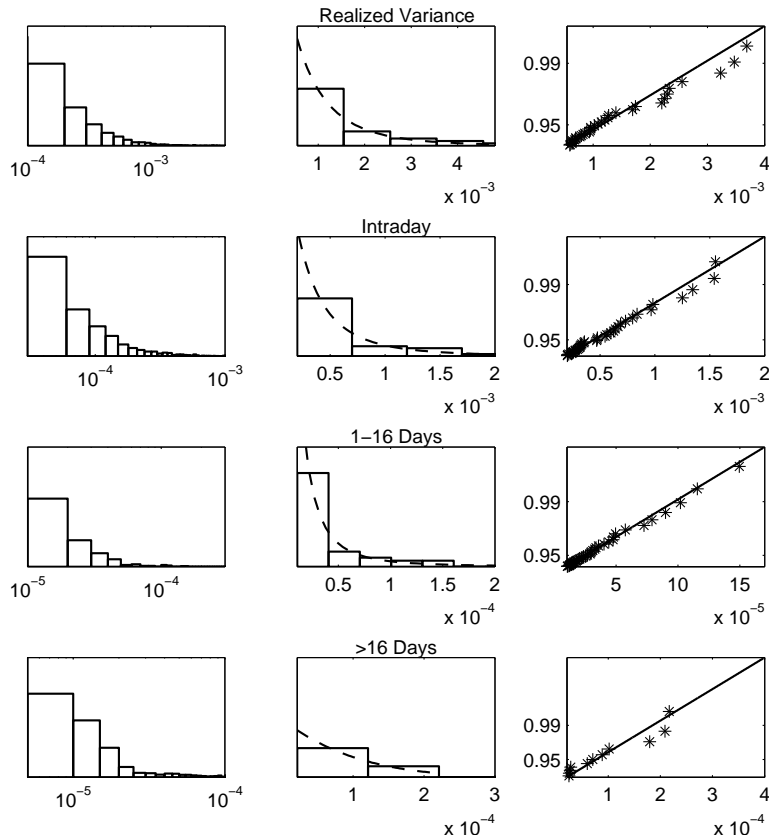 Realized Variance
0.99
0.95
10⁻⁴ 10⁻³
1 2 3 4
x 10⁻³
1 2 3 4
x 10⁻³
Intraday
0.99
0.95
10⁻⁴ 10⁻³
0.5 1 1.5 2
x 10⁻³
0.5 1 1.5 2
x 10⁻³
1−16 Days
0.99
0.95
10⁻⁵ 10⁻⁴
0.5 1 1.5 2
x 10⁻⁴
5 10 15
x 10⁻⁵
>16 Days
0.99
0.95
10⁻⁵ 10⁻⁴
0 1 2 3
x 10⁻⁴
0 1 2 3 4
x 10⁻⁴